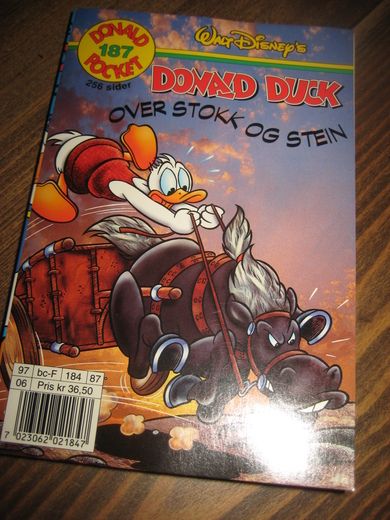 DONALD
187
POCKET
256 sider
WALT DISNEY'S
DONALD DUCK
OVER STOKK OG STEIN
97 bc-F 184 87
06 Pris kr 36,50
7 023062 021847